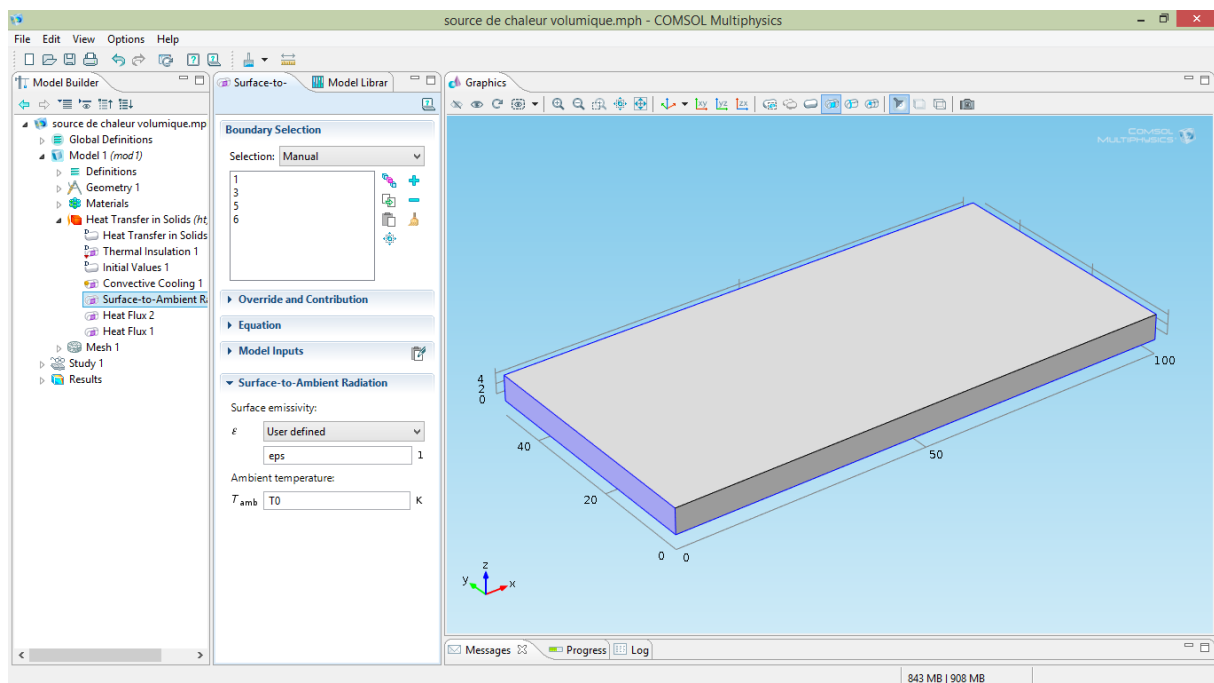 source de chaleur volumique.mph - COMSOL Multiphysics
File Edit View Options Help
Model Builder
source de chaleur volumique.mp
Global Definitions
Model 1 (mod1)
Definitions
Geometry 1
Materials
Heat Transfer in Solids (ht
Heat Transfer in Solids
Thermal Insulation 1
Initial Values 1
Convective Cooling 1
Surface-to-Ambient Ra
Heat Flux 2
Heat Flux 1
Mesh 1
Study 1
Results
Surface-to- Model Librar
Boundary Selection
Selection: Manual
1
3
5
6
Override and Contribution
Equation
Model Inputs
Surface-to-Ambient Radiation
Surface emissivity:
ε User defined
eps 1
Ambient temperature:
Tamb T0 K
Graphics
xy yz zx
COMSOL
MULTIPHYSICS
4
2
0
40
20
0
0
50
100
z
y
x
Messages Progress Log
843 MB | 908 MB